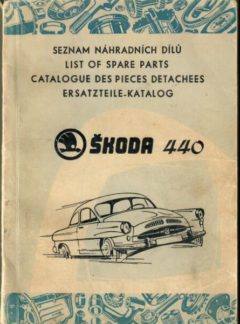 SEZNAM NÁHRADNÍCH DÍLŮ
LIST OF SPARE PARTS
CATALOGUE DES PIECES DETACHEES
ERSATZTEILE-KATALOG
ŠKODA 440